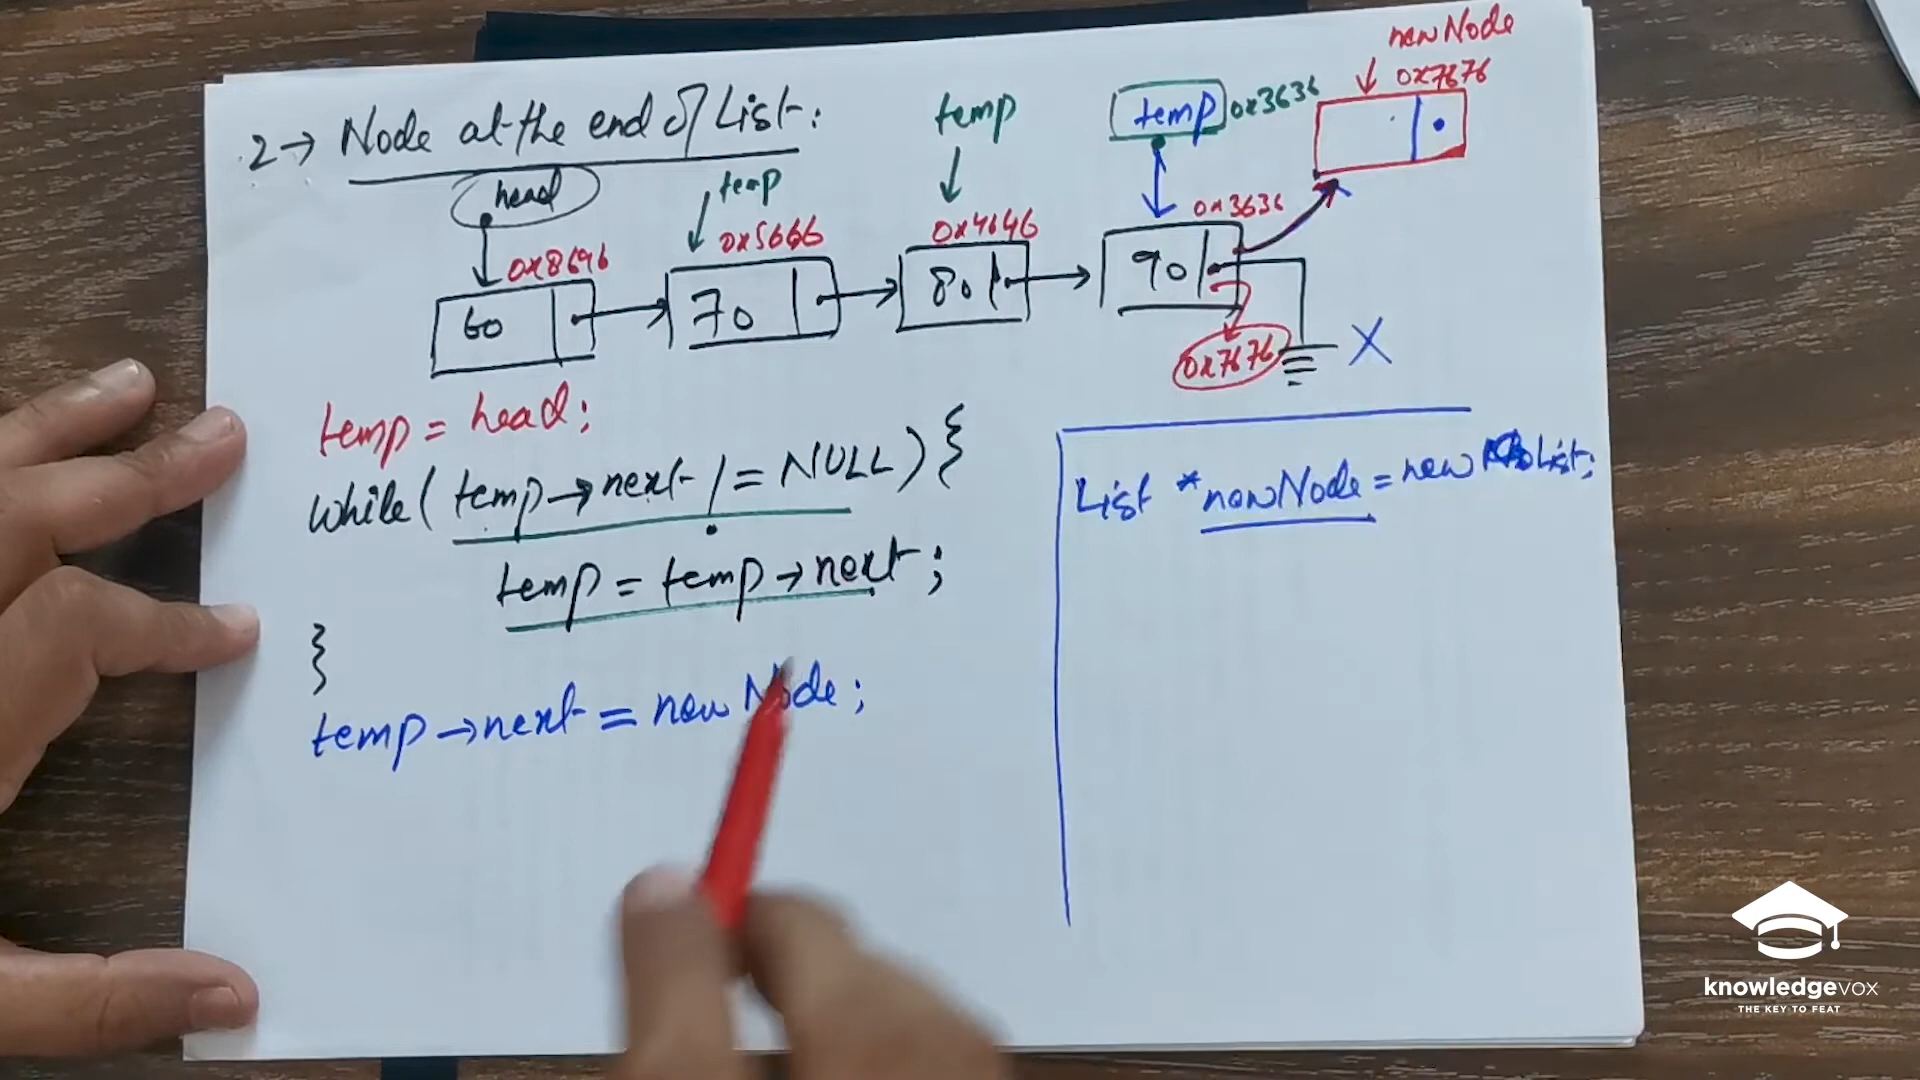 newNode
2→ Node at the end of List:
temp
temp
0x3636
0x7676
head
temp
0x8646
0x5666
0x4646
0x3636
60
70
80
90
0x7676
X
temp = head;
while( temp→next != NULL) {
temp = temp→next;
}
temp→next = newNode;
List *newNode = new List;
knowledgevox
THE KEY TO FEAT